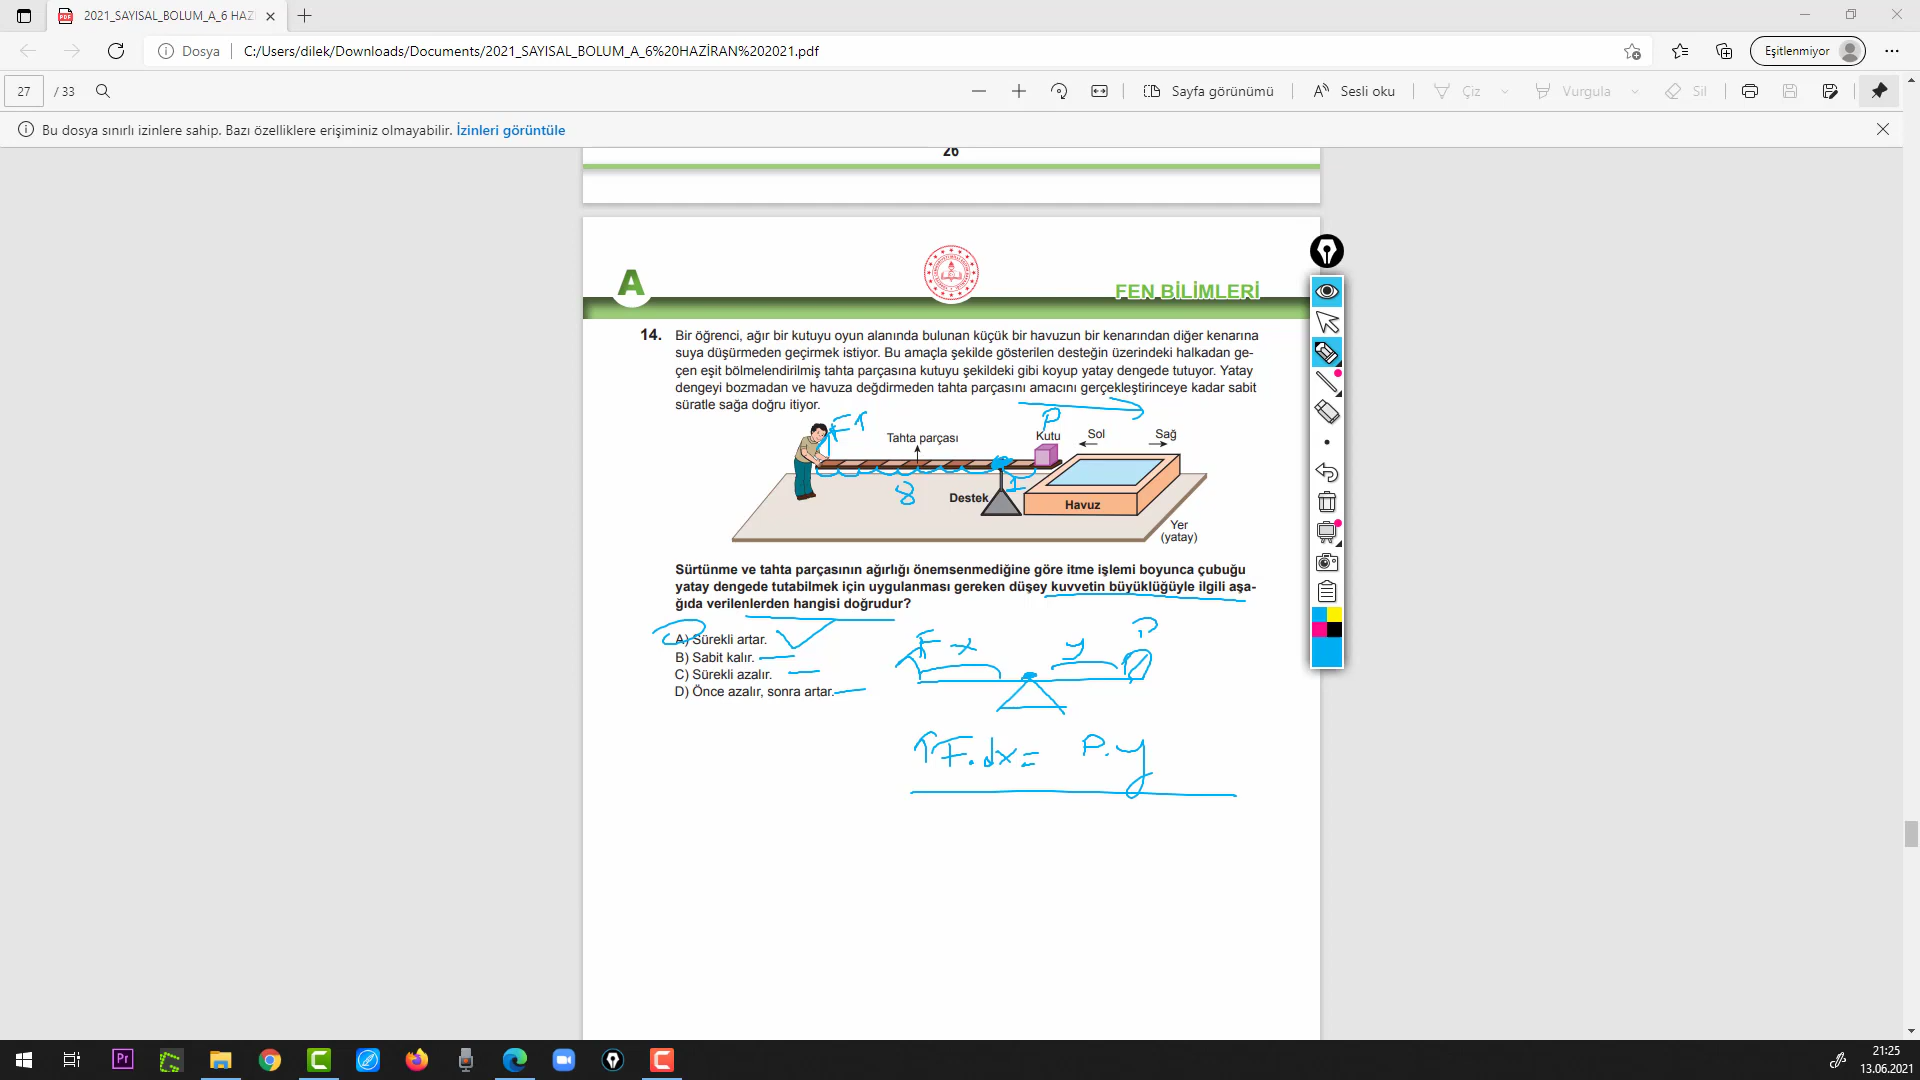 2021_SAYISAL_BOLUM_A_6 HAZI
Dosya C:/Users/dilek/Downloads/Documents/2021_SAYISAL_BOLUM_A_6%20HAZİRAN%202021.pdf
Eşitlenmiyor
27 / 33
Sayfa görünümü
Sesli oku
Çiz
Vurgula
Sil
Bu dosya sınırlı izinlere sahip. Bazı özelliklere erişiminiz olmayabilir. İzinleri görüntüle
26
A
FEN BİLİMLERİ
14. Bir öğrenci, ağır bir kutuyu oyun alanında bulunan küçük bir havuzun bir kenarından diğer kenarına
suya düşürmeden geçirmek istiyor. Bu amaçla şekilde gösterilen desteğin üzerindeki halkadan ge-
çen eşit bölmelendirilmiş tahta parçasına kutuyu şekildeki gibi koyup yatay dengede tutuyor. Yatay
dengeyi bozmadan ve havuza değdirmeden tahta parçasını amacını gerçekleştirinceye kadar sabit
süratle sağa doğru itiyor.
F
P
Tahta parçası
Kutu
Sol
Sağ
8
1
Destek
Havuz
Yer
(yatay)
Sürtünme ve tahta parçasının ağırlığı önemsenmediğine göre itme işlemi boyunca çubuğu
yatay dengede tutabilmek için uygulanması gereken düşey kuvvetin büyüklüğüyle ilgili aşa-
ğıda verilenlerden hangisi doğrudur?
A) Sürekli artar.
B) Sabit kalır.
C) Sürekli azalır.
D) Önce azalır, sonra artar.
F x y P
↑F.dx = P.y
Pr
21:25
13.06.2021